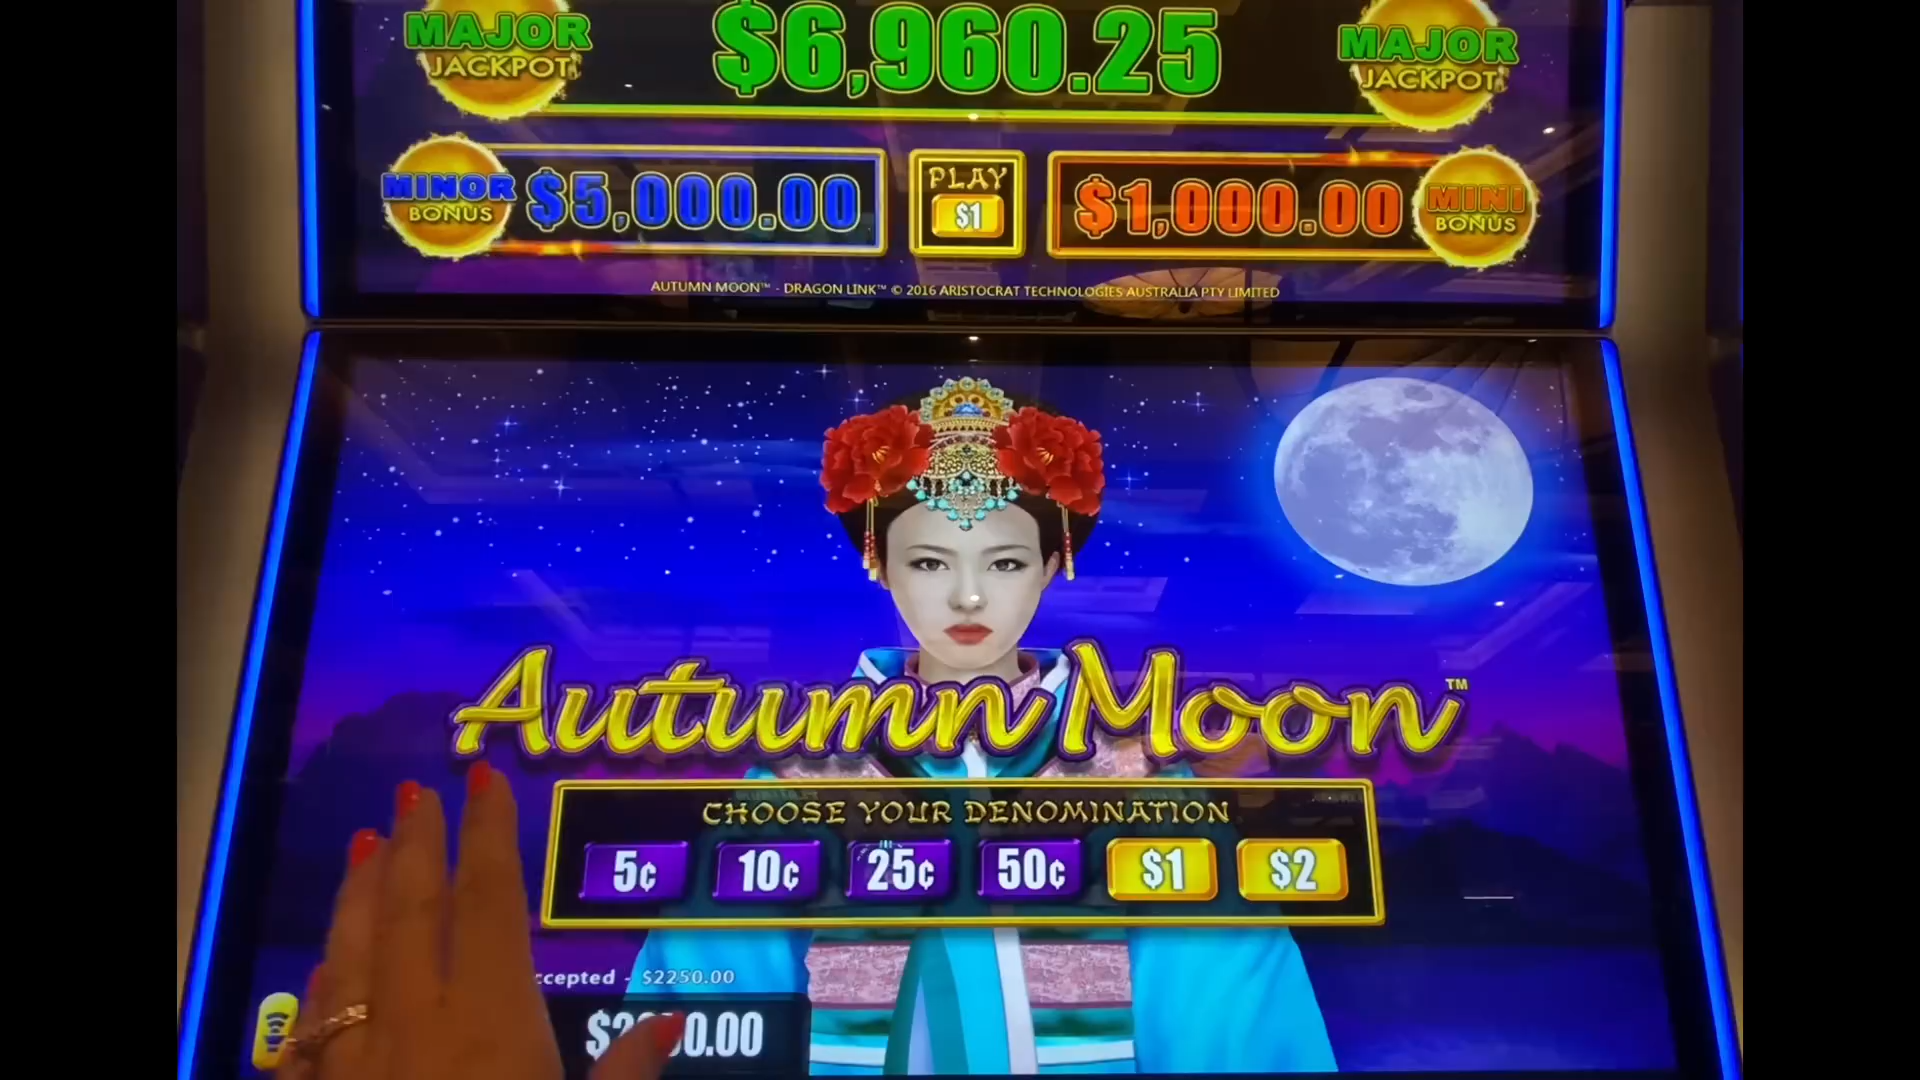 MAJOR
JACKPOT
$6,960.25
MAJOR
JACKPOT
MINOR
BONUS
$5,000.00
PLAY
$1
$1,000.00
MINI
BONUS
AUTUMN MOON™ - DRAGON LINK™ © 2016 ARISTOCRAT TECHNOLOGIES AUSTRALIA PTY LIMITED
Autumn Moon™
CHOOSE YOUR DENOMINATION
5¢ 10¢ 25¢ 50¢ $1 $2
ccepted - $2250.00